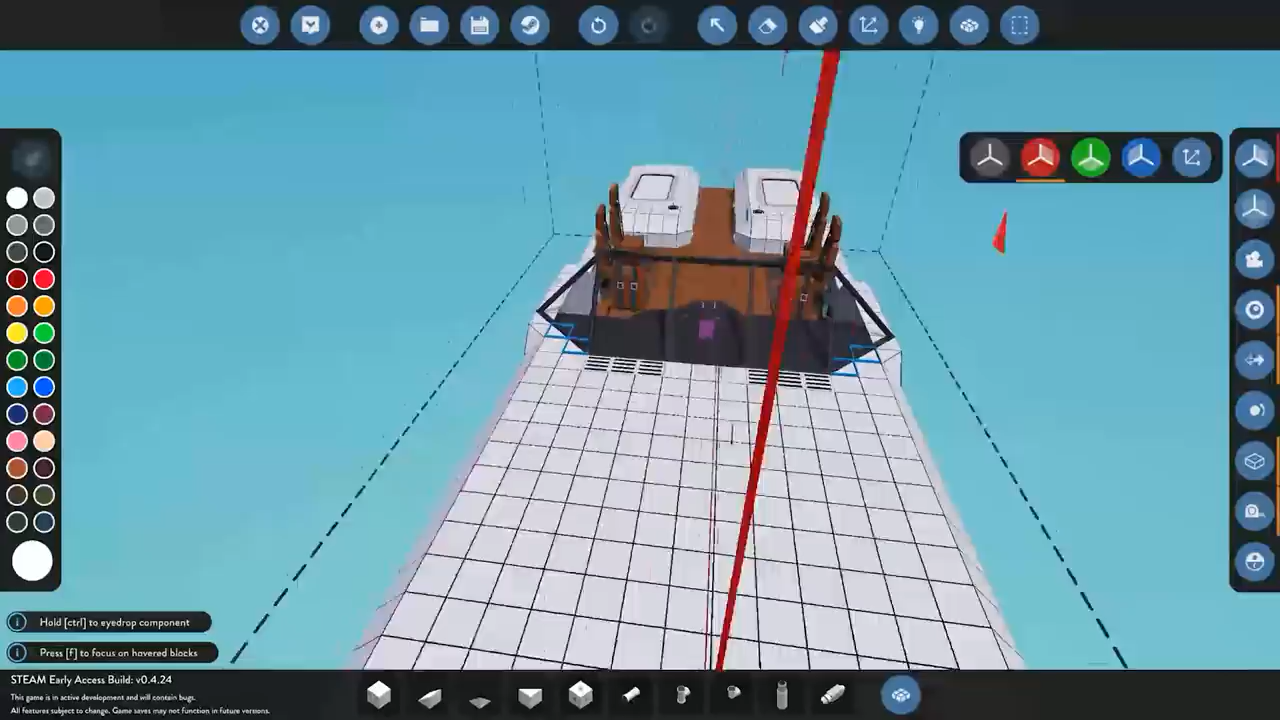 Hold [ctrl] to eyedrop component
Press [f] to focus on hovered blocks
STEAM Early Access Build: v0.4.24
This game is in active development and will contain bugs.
All features subject to change. Game saves may not function in future versions.